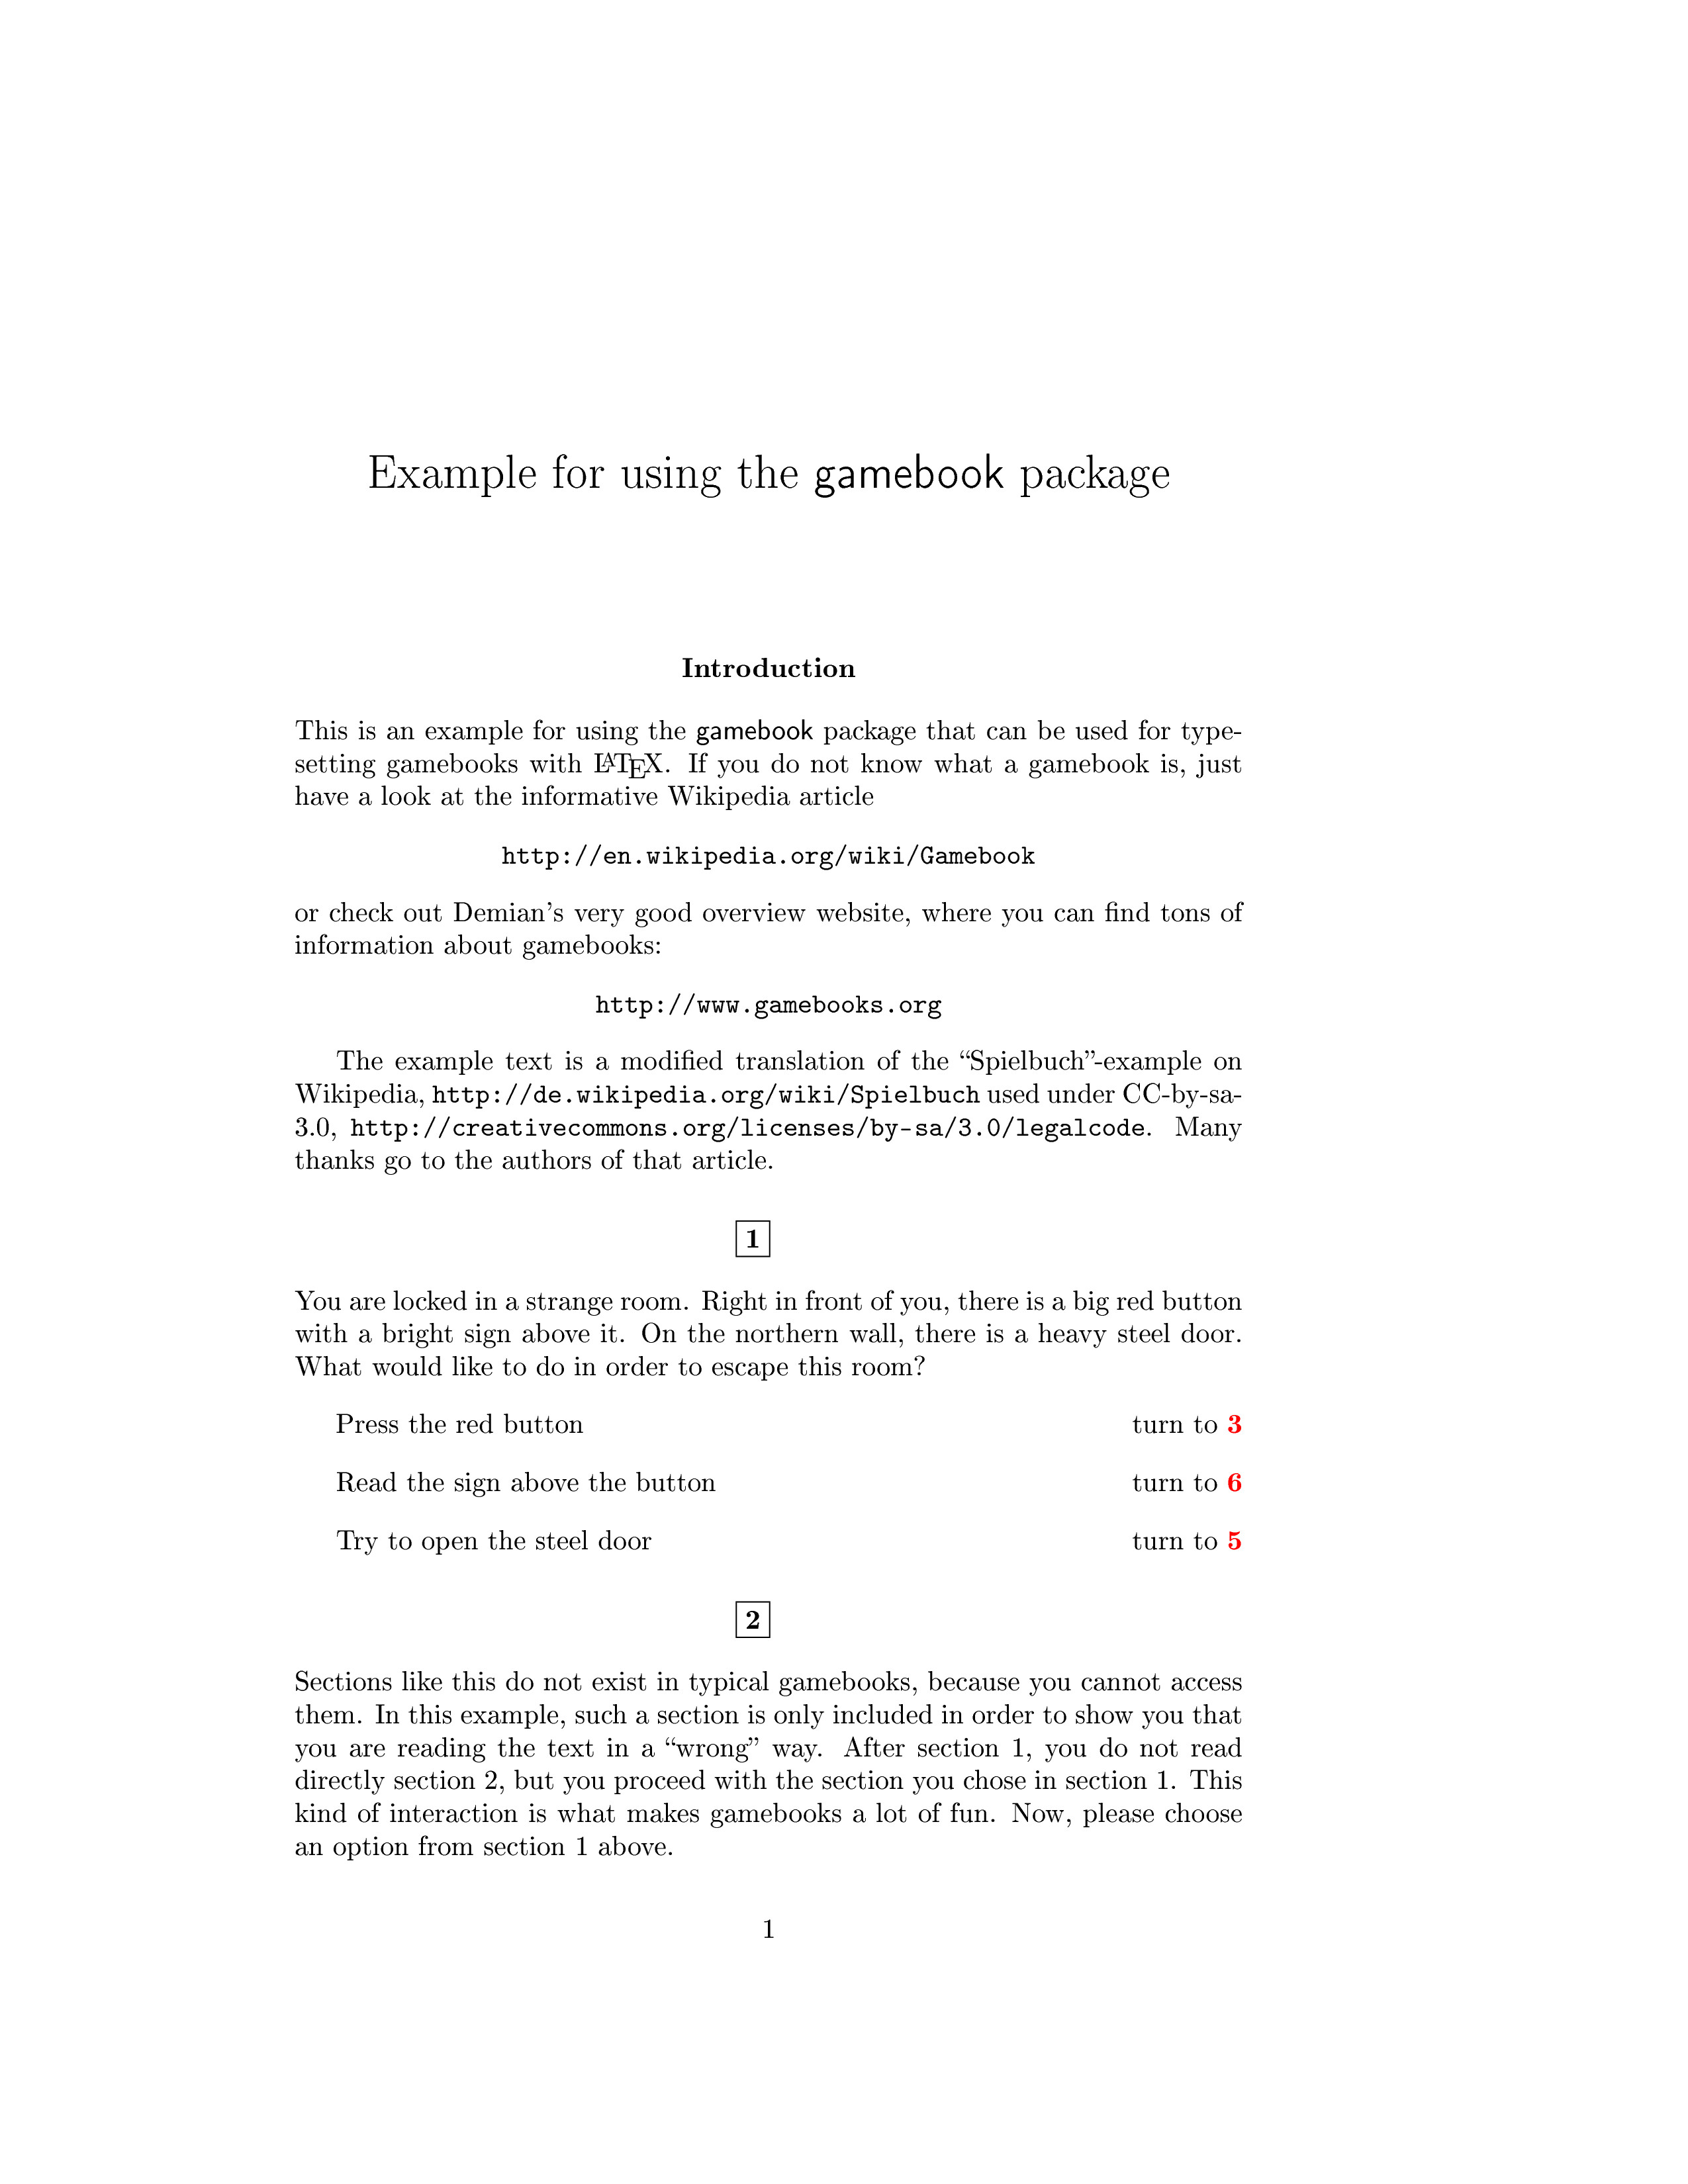 Example for using the gamebook package
Introduction
This is an example for using the gamebook package that can be used for type-
setting gamebooks with LATEX. If you do not know what a gamebook is, just
have a look at the informative Wikipedia article
http://en.wikipedia.org/wiki/Gamebook
or check out Demian’s very good overview website, where you can find tons of
information about gamebooks:
http://www.gamebooks.org
The example text is a modified translation of the “Spielbuch”-example on
Wikipedia, http://de.wikipedia.org/wiki/Spielbuch used under CC-by-sa-
3.0, http://creativecommons.org/licenses/by-sa/3.0/legalcode. Many
thanks go to the authors of that article.
1
You are locked in a strange room. Right in front of you, there is a big red button
with a bright sign above it. On the northern wall, there is a heavy steel door.
What would like to do in order to escape this room?
Press the red button turn to 3
Read the sign above the button turn to 6
Try to open the steel door turn to 5
2
Sections like this do not exist in typical gamebooks, because you cannot access
them. In this example, such a section is only included in order to show you that
you are reading the text in a “wrong” way. After section 1, you do not read
directly section 2, but you proceed with the section you chose in section 1. This
kind of interaction is what makes gamebooks a lot of fun. Now, please choose
an option from section 1 above.
1